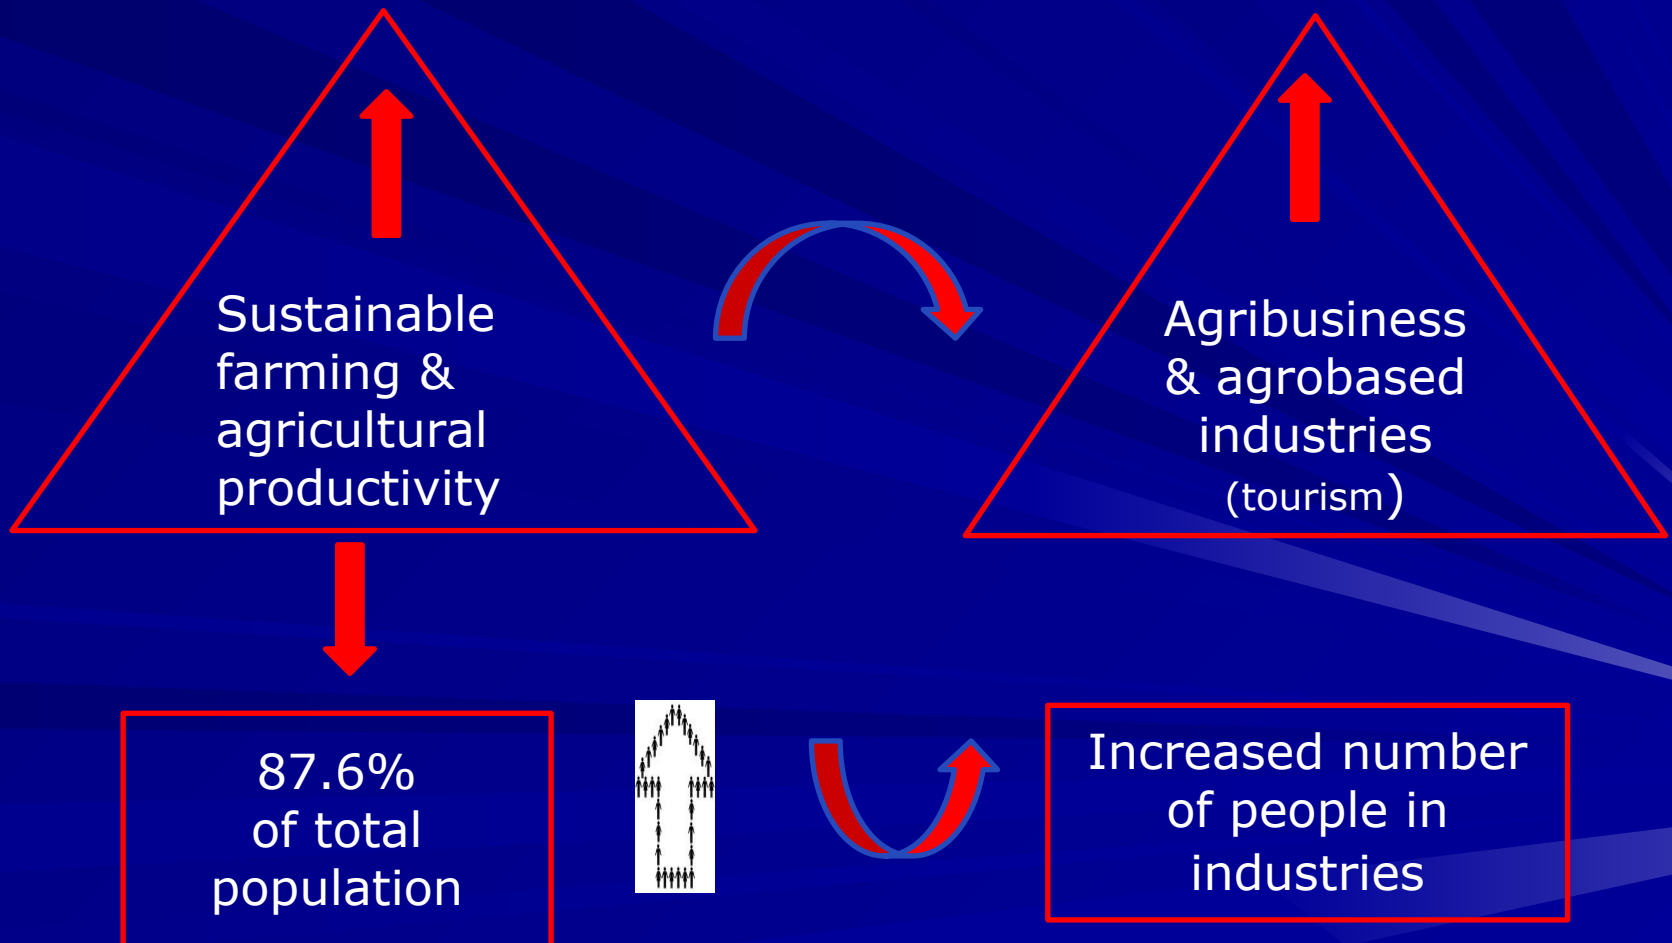 Sustainable
farming &
agricultural
productivity
Agribusiness
& agrobased
industries
(tourism)
87.6%
of total
population
Increased number
of people in
industries